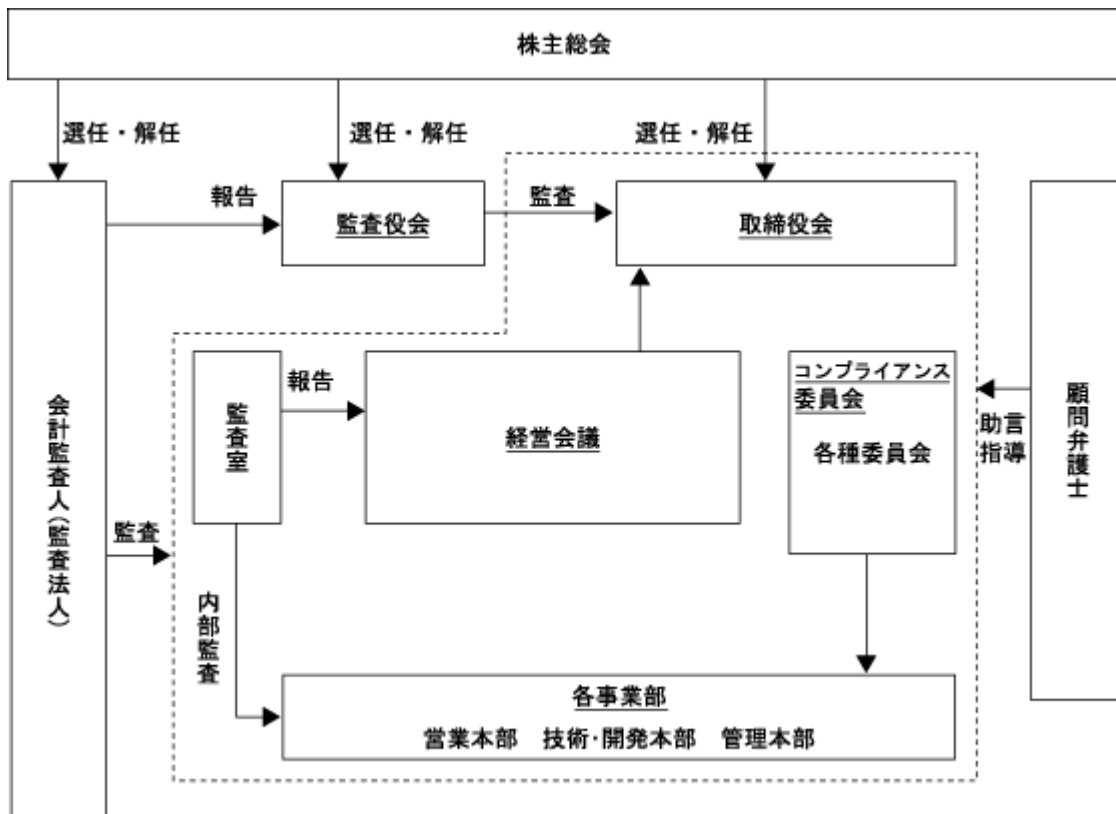 株主総会
選任・解任
選任・解任
選任・解任
報告
監査役会
監査
取締役会
会計監査人(監査法人)
監査
監査室
報告
経営会議
コンプライアンス
委員会
各種委員会
助言
指導
顧問弁護士
内部監査
各事業部
営業本部 技術・開発本部 管理本部